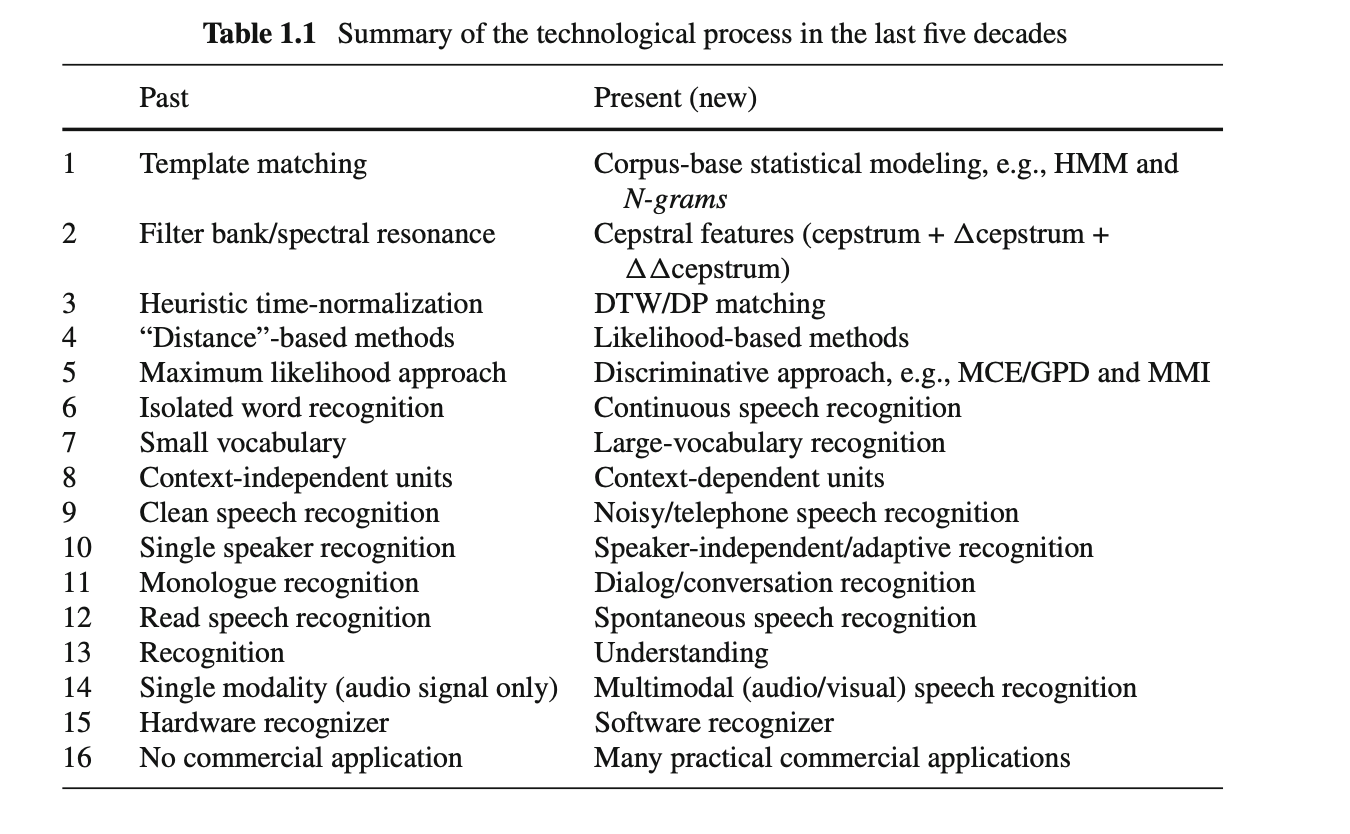 Table 1.1 Summary of the technological process in the last five decades
Past Present (new)
1 Template matching Corpus-base statistical modeling, e.g., HMM and
N-grams
2 Filter bank/spectral resonance Cepstral features (cepstrum + Δcepstrum +
ΔΔcepstrum)
3 Heuristic time-normalization DTW/DP matching
4 “Distance”-based methods Likelihood-based methods
5 Maximum likelihood approach Discriminative approach, e.g., MCE/GPD and MMI
6 Isolated word recognition Continuous speech recognition
7 Small vocabulary Large-vocabulary recognition
8 Context-independent units Context-dependent units
9 Clean speech recognition Noisy/telephone speech recognition
10 Single speaker recognition Speaker-independent/adaptive recognition
11 Monologue recognition Dialog/conversation recognition
12 Read speech recognition Spontaneous speech recognition
13 Recognition Understanding
14 Single modality (audio signal only) Multimodal (audio/visual) speech recognition
15 Hardware recognizer Software recognizer
16 No commercial application Many practical commercial applications